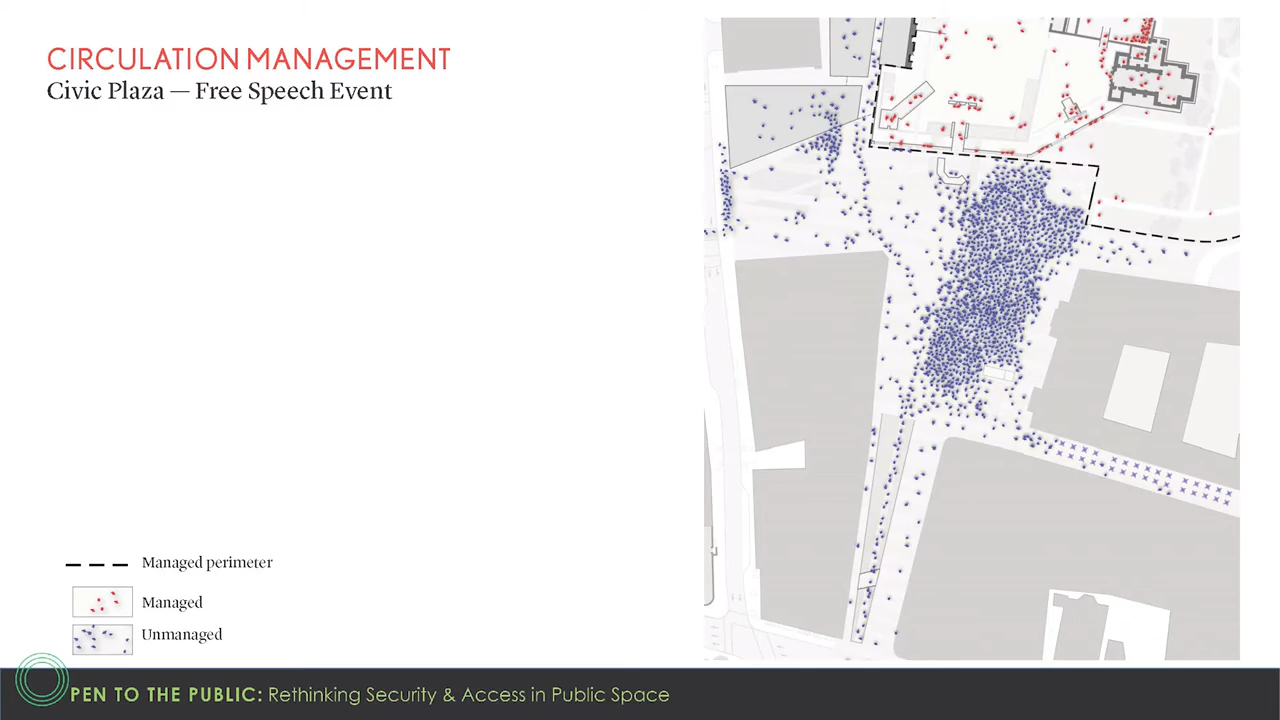 CIRCULATION MANAGEMENT
Civic Plaza — Free Speech Event
Managed perimeter
Managed
Unmanaged
PEN TO THE PUBLIC: Rethinking Security & Access in Public Space